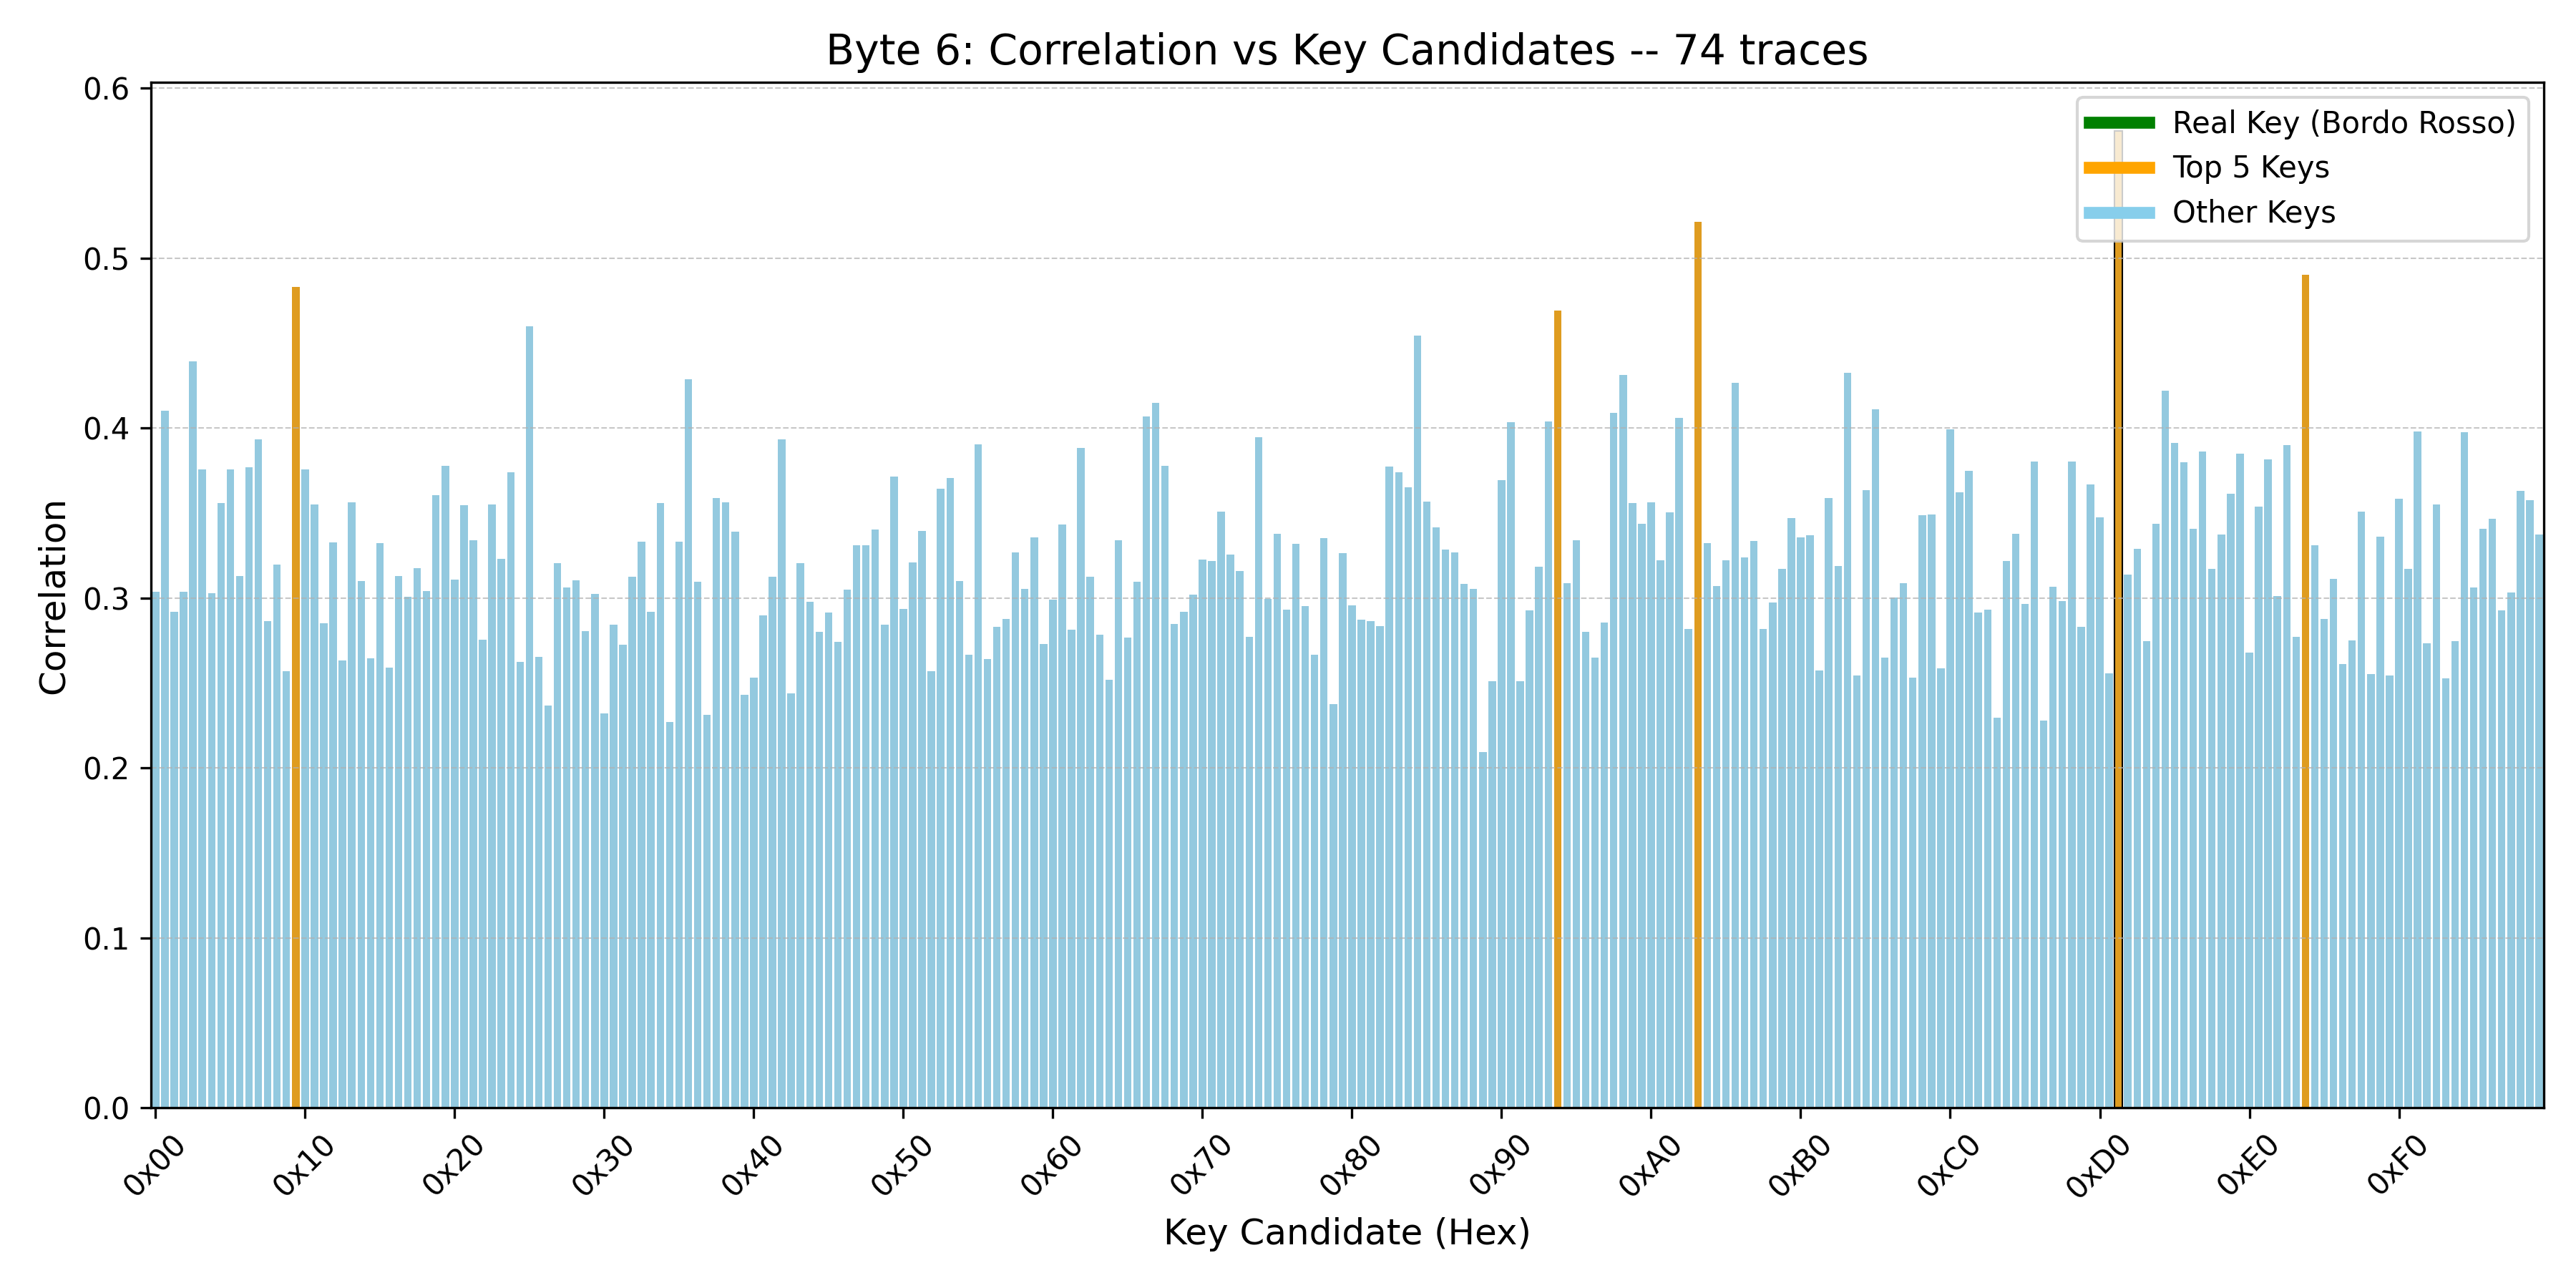 Byte 6: Correlation vs Key Candidates -- 74 traces
Real Key (Bordo Rosso)
Top 5 Keys
Other Keys
Correlation
0.6
0.5
0.4
0.3
0.2
0.1
0.0
0x00 0x10 0x20 0x30 0x40 0x50 0x60 0x70 0x80 0x90 0xA0 0xB0 0xC0 0xD0 0xE0 0xF0
Key Candidate (Hex)